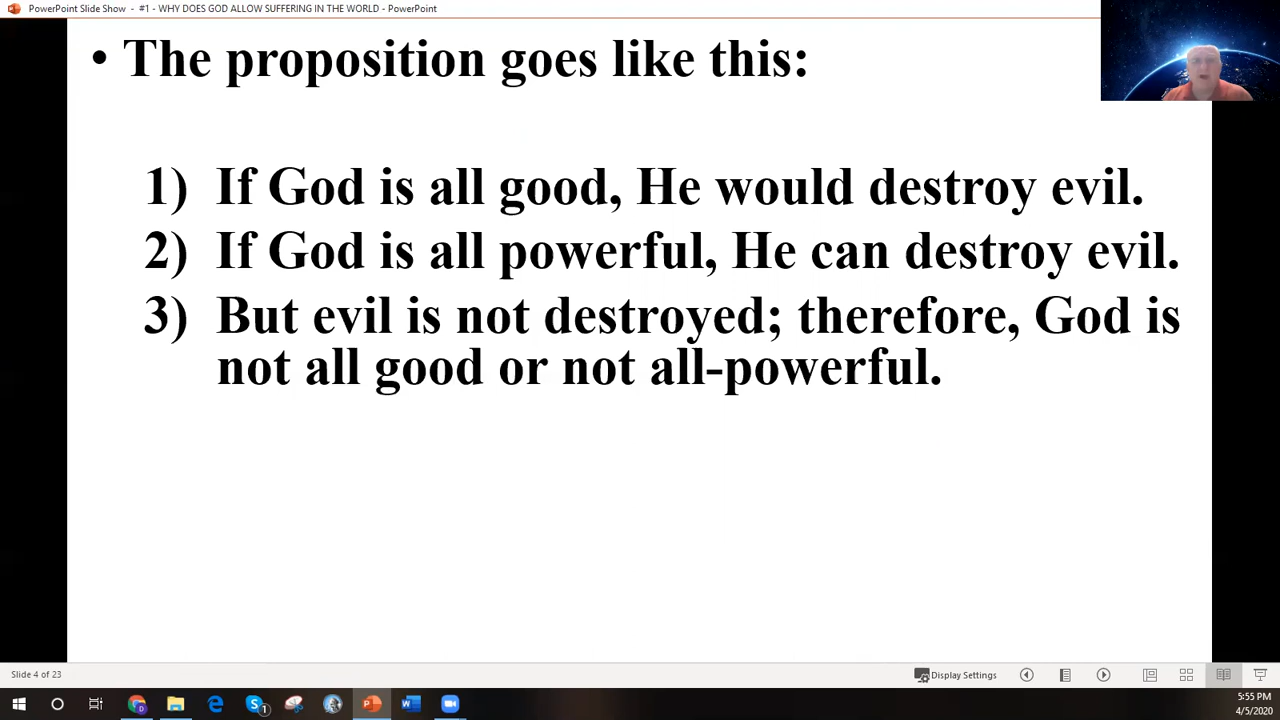 PowerPoint Slide Show - #1 - WHY DOES GOD ALLOW SUFFERING IN THE WORLD - PowerPoint
• The proposition goes like this:
1) If God is all good, He would destroy evil.
2) If God is all powerful, He can destroy evil.
3) But evil is not destroyed; therefore, God is
not all good or not all-powerful.
Slide 4 of 23
Display Settings
5:55 PM
4/5/2020